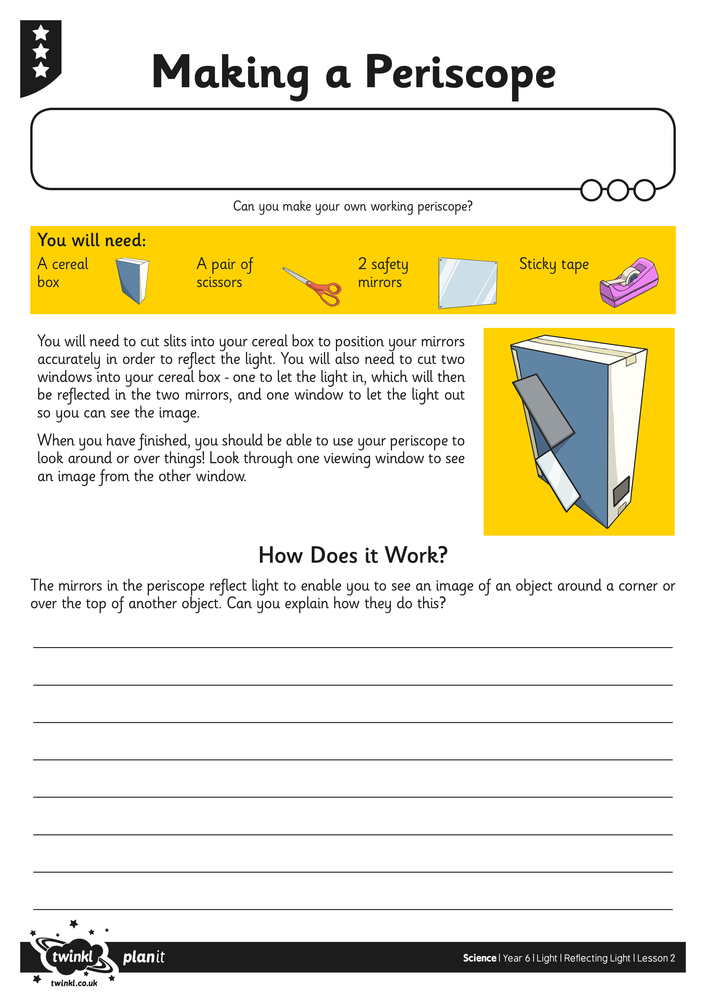 Making a Periscope
Can you make your own working periscope?
You will need:
A cereal
box
A pair of
scissors
2 safety
mirrors
Sticky tape
You will need to cut slits into your cereal box to position your mirrors
accurately in order to reflect the light. You will also need to cut two
windows into your cereal box - one to let the light in, which will then
be reflected in the two mirrors, and one window to let the light out
so you can see the image.
When you have finished, you should be able to use your periscope to
look around or over things! Look through one viewing window to see
an image from the other window.
How Does it Work?
The mirrors in the periscope reflect light to enable you to see an image of an object around a corner or
over the top of another object. Can you explain how they do this?
twinkl planit
Science | Year 6 | Light | Reflecting Light | Lesson 2
twinkl.co.uk